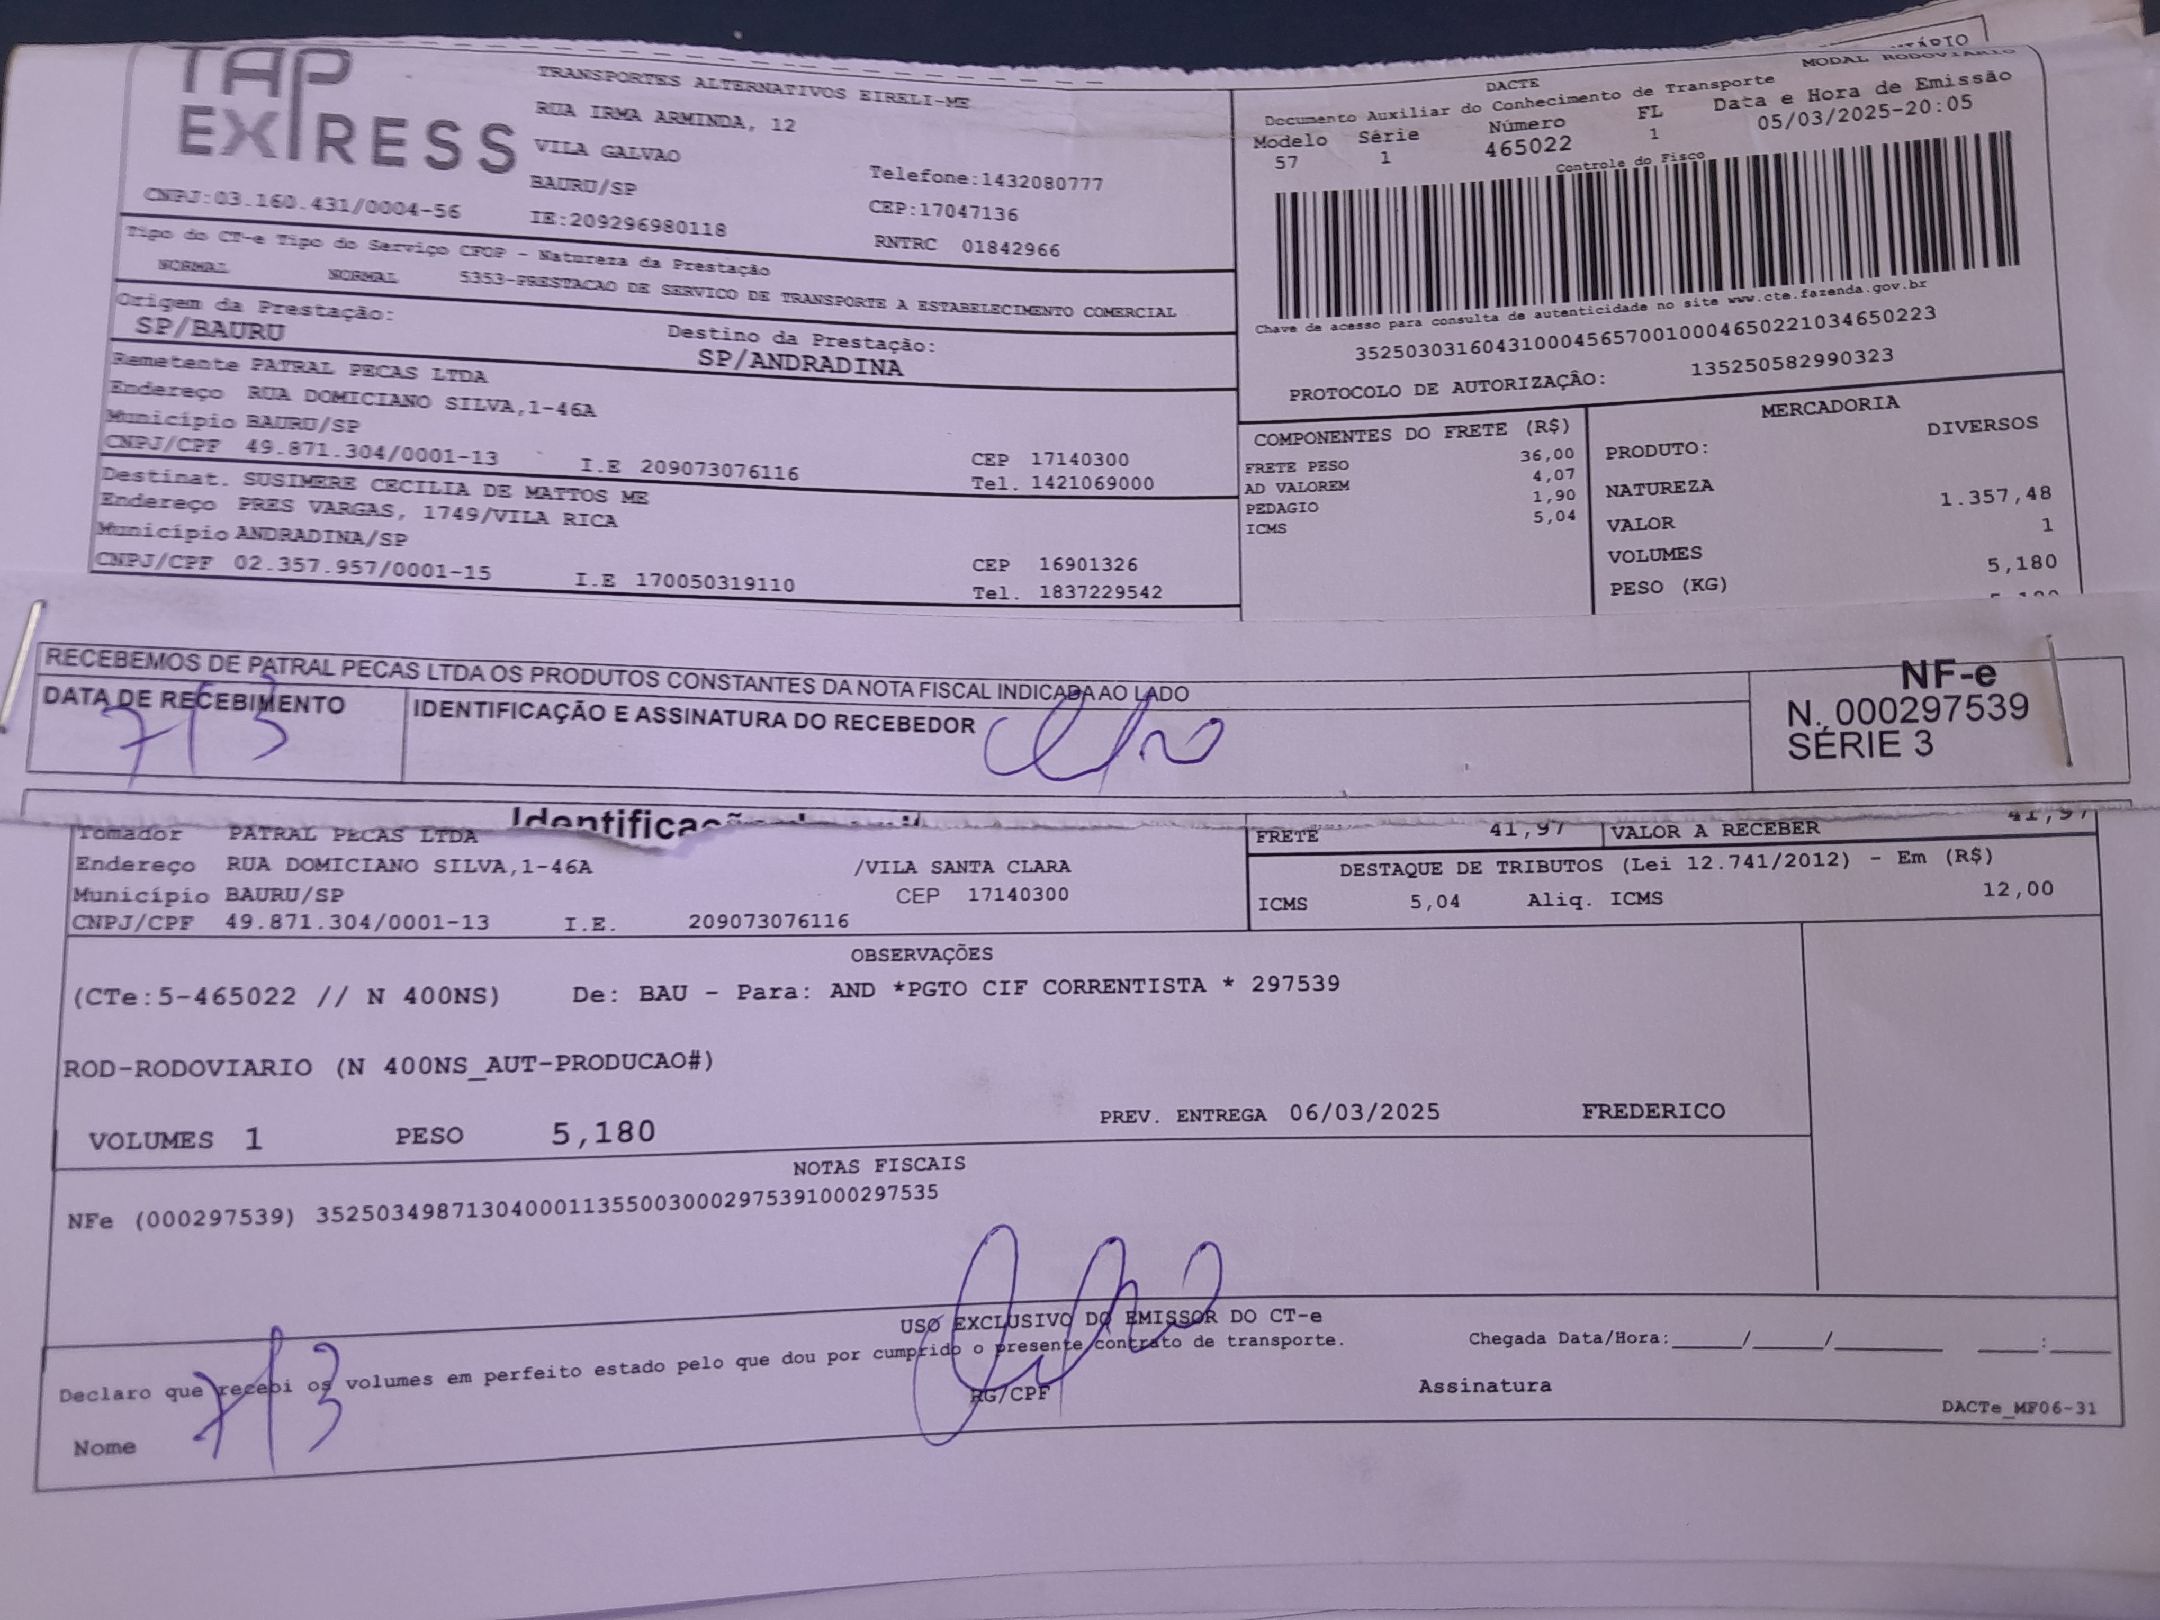 TAP
EXPRESS
CNPJ:03.160.431/0004-56
TRANSPORTES ALTERNATIVOS EIRELI-ME
RUA IRMA ARMINDA, 12
VILA GALVAO
BAURU/SP
IE:209296980118
Telefone:1432080777
CEP:17047136
RNTRC 01842966
Tipo do CT-e Tipo do Serviço CFOP - Natureza da Prestação
NORMAL NORMAL 5353-PRESTACAO DE SERVICO DE TRANSPORTE A ESTABELECIMENTO COMERCIAL
Origem da Prestação: Destino da Prestação:
SP/BAURU SP/ANDRADINA
Remetente PATRAL PECAS LTDA
Endereço RUA DOMICIANO SILVA,1-46A
Município BAURU/SP CEP 17140300
CNPJ/CPF 49.871.304/0001-13 I.E 209073076116 Tel. 1421069000
Destinat. SUSIMERE CECILIA DE MATTOS ME
Endereço PRES VARGAS, 1749/VILA RICA
Município ANDRADINA/SP CEP 16901326
CNPJ/CPF 02.357.957/0001-15 I.E 170050319110 Tel. 1837229542
MODAL RODOVIARIO
DACTE
Documento Auxiliar do Conhecimento de Transporte
Modelo Série Número FL Data e Hora de Emissão
57 1 465022 1 05/03/2025-20:05
Controle do Fisco
Chave de acesso para consulta de autenticidade no site www.cte.fazenda.gov.br
35250303160431000456570010004650221034650223
PROTOCOLO DE AUTORIZAÇÃO: 135250582990323
COMPONENTES DO FRETE (R$)
FRETE PESO 36,00
AD VALOREM 4,07
PEDAGIO 1,90
ICMS 5,04
MERCADORIA
PRODUTO: DIVERSOS
NATUREZA
VALOR 1.357,48
VOLUMES 1
PESO (KG) 5,180
RECEBEMOS DE PATRAL PECAS LTDA OS PRODUTOS CONSTANTES DA NOTA FISCAL INDICADA AO LADO
DATA DE RECEBIMENTO IDENTIFICAÇÃO E ASSINATURA DO RECEBEDOR
7/3
NF-e
N. 000297539
SÉRIE 3
Tomador PATRAL PECAS LTDA
Endereço RUA DOMICIANO SILVA,1-46A /VILA SANTA CLARA
Município BAURU/SP CEP 17140300
CNPJ/CPF 49.871.304/0001-13 I.E. 209073076116
FRETE 41,97 VALOR A RECEBER 41,97
DESTAQUE DE TRIBUTOS (Lei 12.741/2012) - Em (R$)
ICMS 5,04 Aliq. ICMS 12,00
OBSERVAÇÕES
(CTe:5-465022 // N 400NS) De: BAU - Para: AND *PGTO CIF CORRENTISTA * 297539
ROD-RODOVIARIO (N 400NS_AUT-PRODUCAO#)
VOLUMES 1 PESO 5,180 PREV. ENTREGA 06/03/2025 FREDERICO
NOTAS FISCAIS
NFe (000297539) 35250349871304000113550030002975391000297535
USO EXCLUSIVO DO EMISSOR DO CT-e
Declaro que recebi os volumes em perfeito estado pelo que dou por cumprido o presente contrato de transporte.
Chegada Data/Hora:_____/_____/________ ____:____
7/3
Nome RG/CPF Assinatura
DACTe_MF06-31